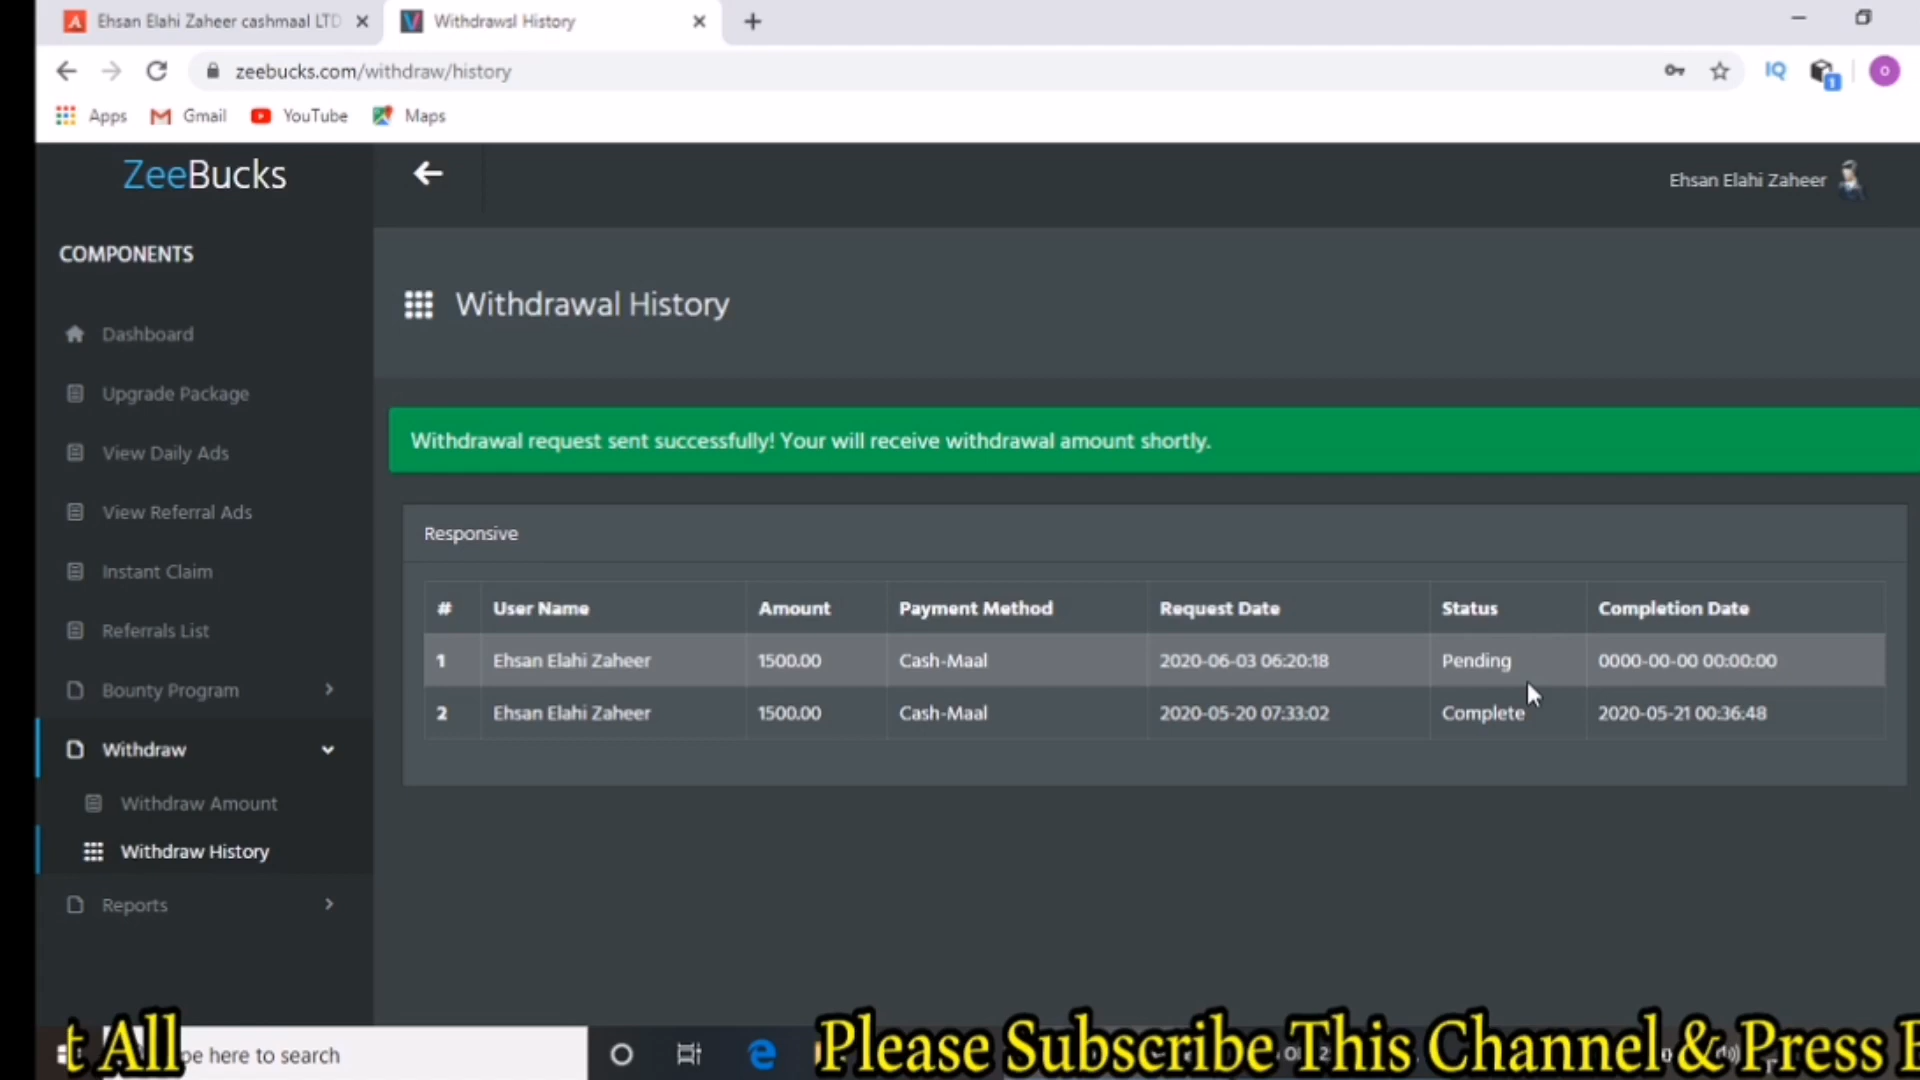 Ehsan Elahi Zaheer cashmaal LTD
Withdrawsl History
zeebucks.com/withdraw/history
IQ
1
O
Apps
Gmail
YouTube
Maps
ZeeBucks
Ehsan Elahi Zaheer
COMPONENTS
Withdrawal History
Dashboard
Upgrade Package
Withdrawal request sent successfully! Your will receive withdrawal amount shortly.
View Daily Ads
View Referral Ads
Responsive
Instant Claim
# User Name Amount Payment Method Request Date Status Completion Date
Referrals List
1 Ehsan Elahi Zaheer 1500.00 Cash-Maal 2020-06-03 06:20:18 Pending 0000-00-00 00:00:00
Bounty Program
2 Ehsan Elahi Zaheer 1500.00 Cash-Maal 2020-05-20 07:33:02 Complete 2020-05-21 00:36:48
Withdraw
Withdraw Amount
Withdraw History
Reports
t All
pe here to search
Please Subscribe This Channel & Press